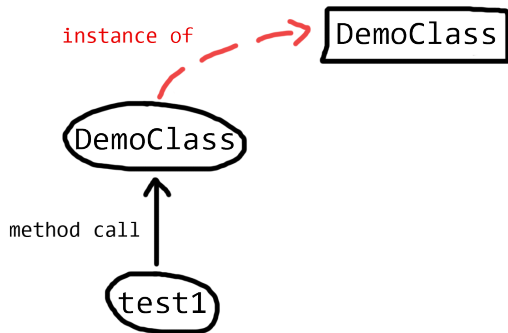 instance of
DemoClass
DemoClass
method call
test1